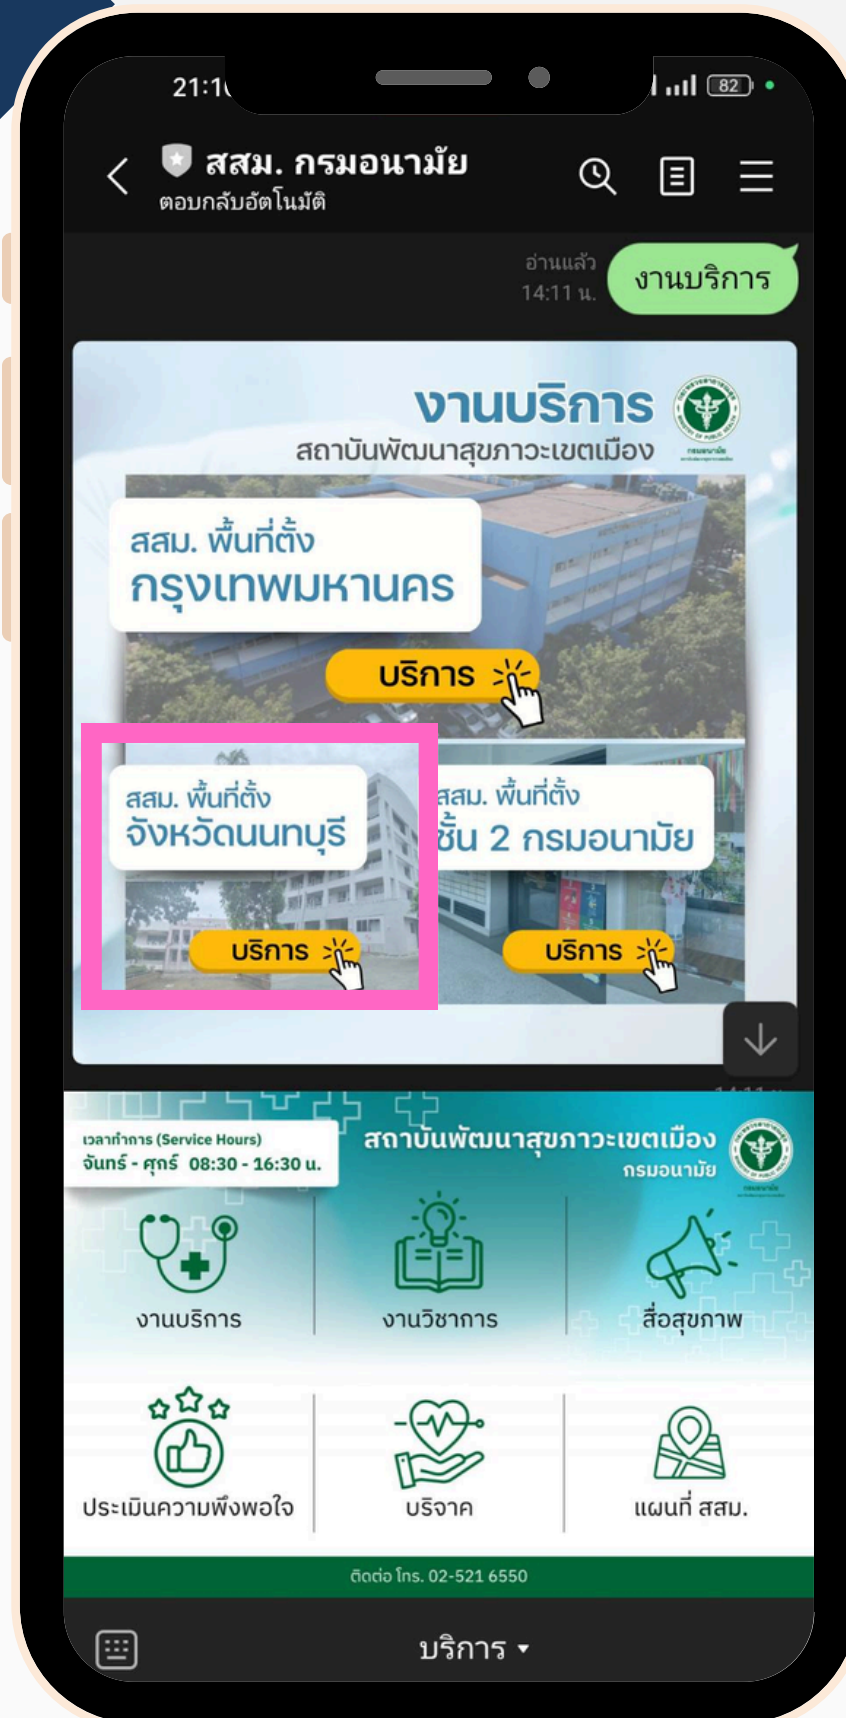 82
สสม. กรมอนามัย
ตอบกลับอัตโนมัติ
อ่านแล้ว
14:11 น.
งานบริการ
งานบริการ
สถาบันพัฒนาสุขภาวะเขตเมือง
สสม. พื้นที่ตั้ง
กรุงเทพมหานคร
บริการ
สสม. พื้นที่ตั้ง
จังหวัดนนทบุรี
บริการ
สสม. พื้นที่ตั้ง
ชั้น 2 กรมอนามัย
บริการ
เวลาทำการ (Service Hours)
จันทร์ - ศุกร์ 08:30 - 16:30 น.
สถาบันพัฒนาสุขภาวะเขตเมือง
กรมอนามัย
งานบริการ
งานวิชาการ
สื่อสุขภาพ
ประเมินความพึงพอใจ
บริจาค
แผนที่ สสม.
ติดต่อ โทร. 02-521 6550
บริการ